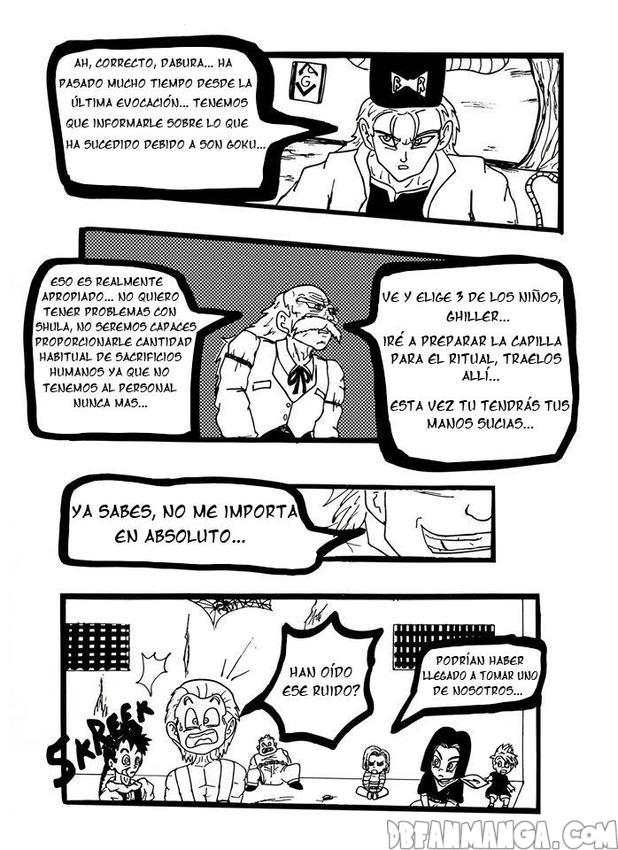 AH, CORRECTO, DABURA... HA
PASADO MUCHO TIEMPO DESDE LA
ÚLTIMA EVOCACIÓN... TENEMOS
QUE INFORMARLE SOBRE LO QUE
HA SUCEDIDO DEBIDO A SON GOKU...
G
ESO ES REALMENTE
APROPIADO... NO QUIERO
TENER PROBLEMAS CON
SHULA, NO SEREMOS CAPACES
PROPORCIONARLE CANTIDAD
HABITUAL DE SACRIFICIOS
HUMANOS YA QUE NO
TENEMOS AL PERSONAL
NUNCA MAS...
VE Y ELIGE 3 DE LOS NIÑOS,
GHILLER...
IRÉ A PREPARAR LA CAPILLA
PARA EL RITUAL, TRAELOS
ALLÍ...
ESTA VEZ TU TENDRÁS TUS
MANOS SUCIAS...
YA SABES, NO ME IMPORTA
EN ABSOLUTO...
HAN OÍDO
ESE RUIDO?
PODRÍAN HABER
LLEGADO A TOMAR UNO
DE NOSOTROS...
SKREEK
DBFANMANGA.COM